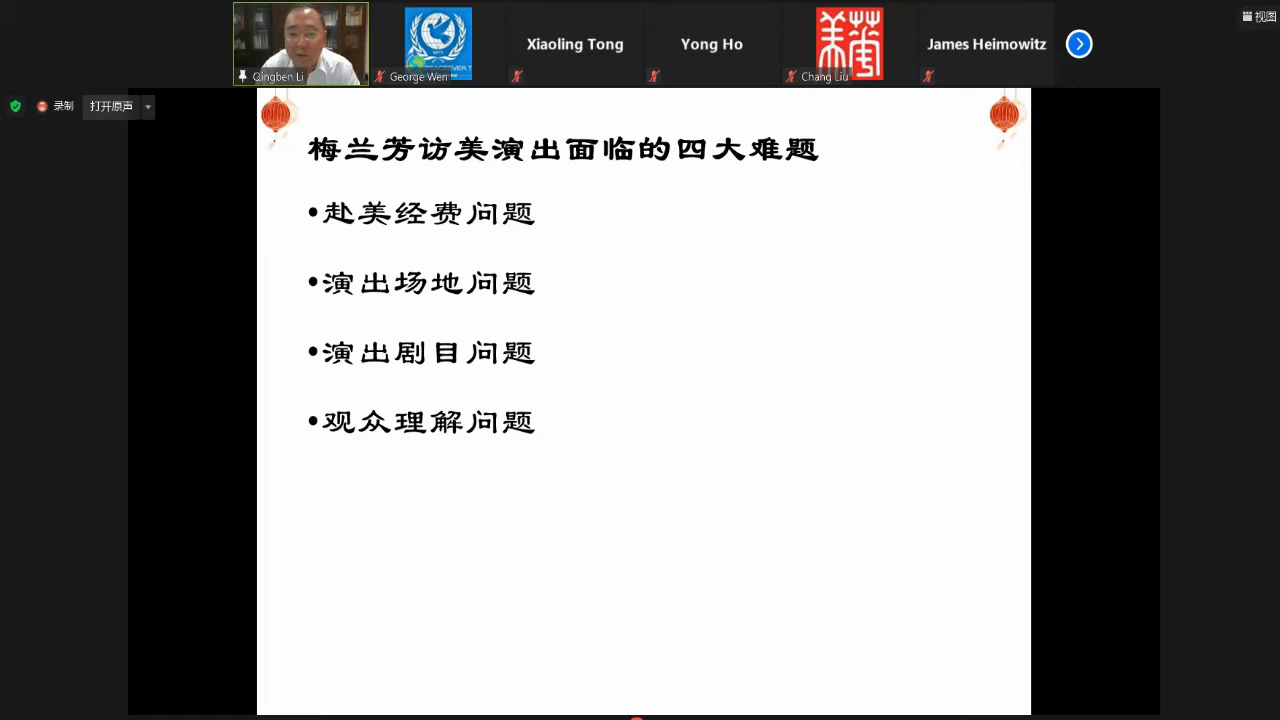 视图
Qingben Li
George Wen
Xiaoling Tong
Yong Ho
Chang Liu
James Heimowitz
录制
打开原声
梅兰芳访美演出面临的四大难题
•赴美经费问题
•演出场地问题
•演出剧目问题
•观众理解问题